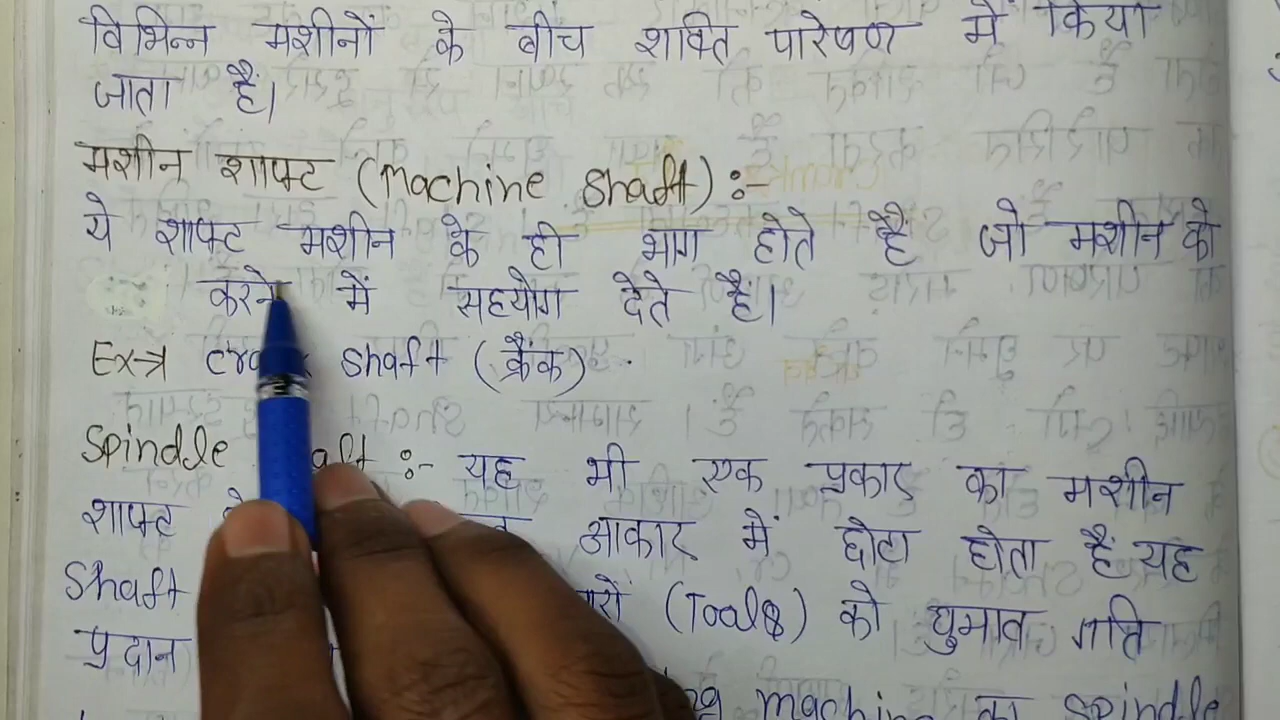 विभिन्न मशीनों के बीच शक्ति पारेषण में किया
जाता है।
मशीन शाफ्ट (Machine Shaft) :-
ये शाफ्ट मशीन के ही भाग होते हैं जो मशीन को
करने में सहयोग देते हैं।
Ex→ shaft (क्रैंक)
Spindle :- यह भी एक प्रकार का मशीन
शाफ्ट आकार में छोटा होता है यह
Shaft (Tools) को घुमाव गति
प्रदान
machine का spindle